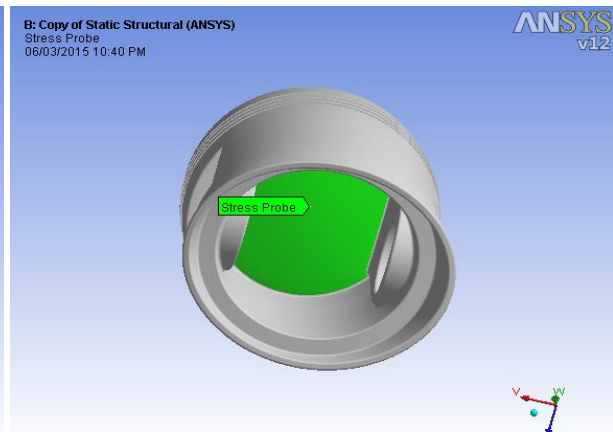 B: Copy of Static Structural (ANSYS)
Stress Probe
06/03/2015 10:40 PM
ANSYS
v12
Stress Probe
V
W